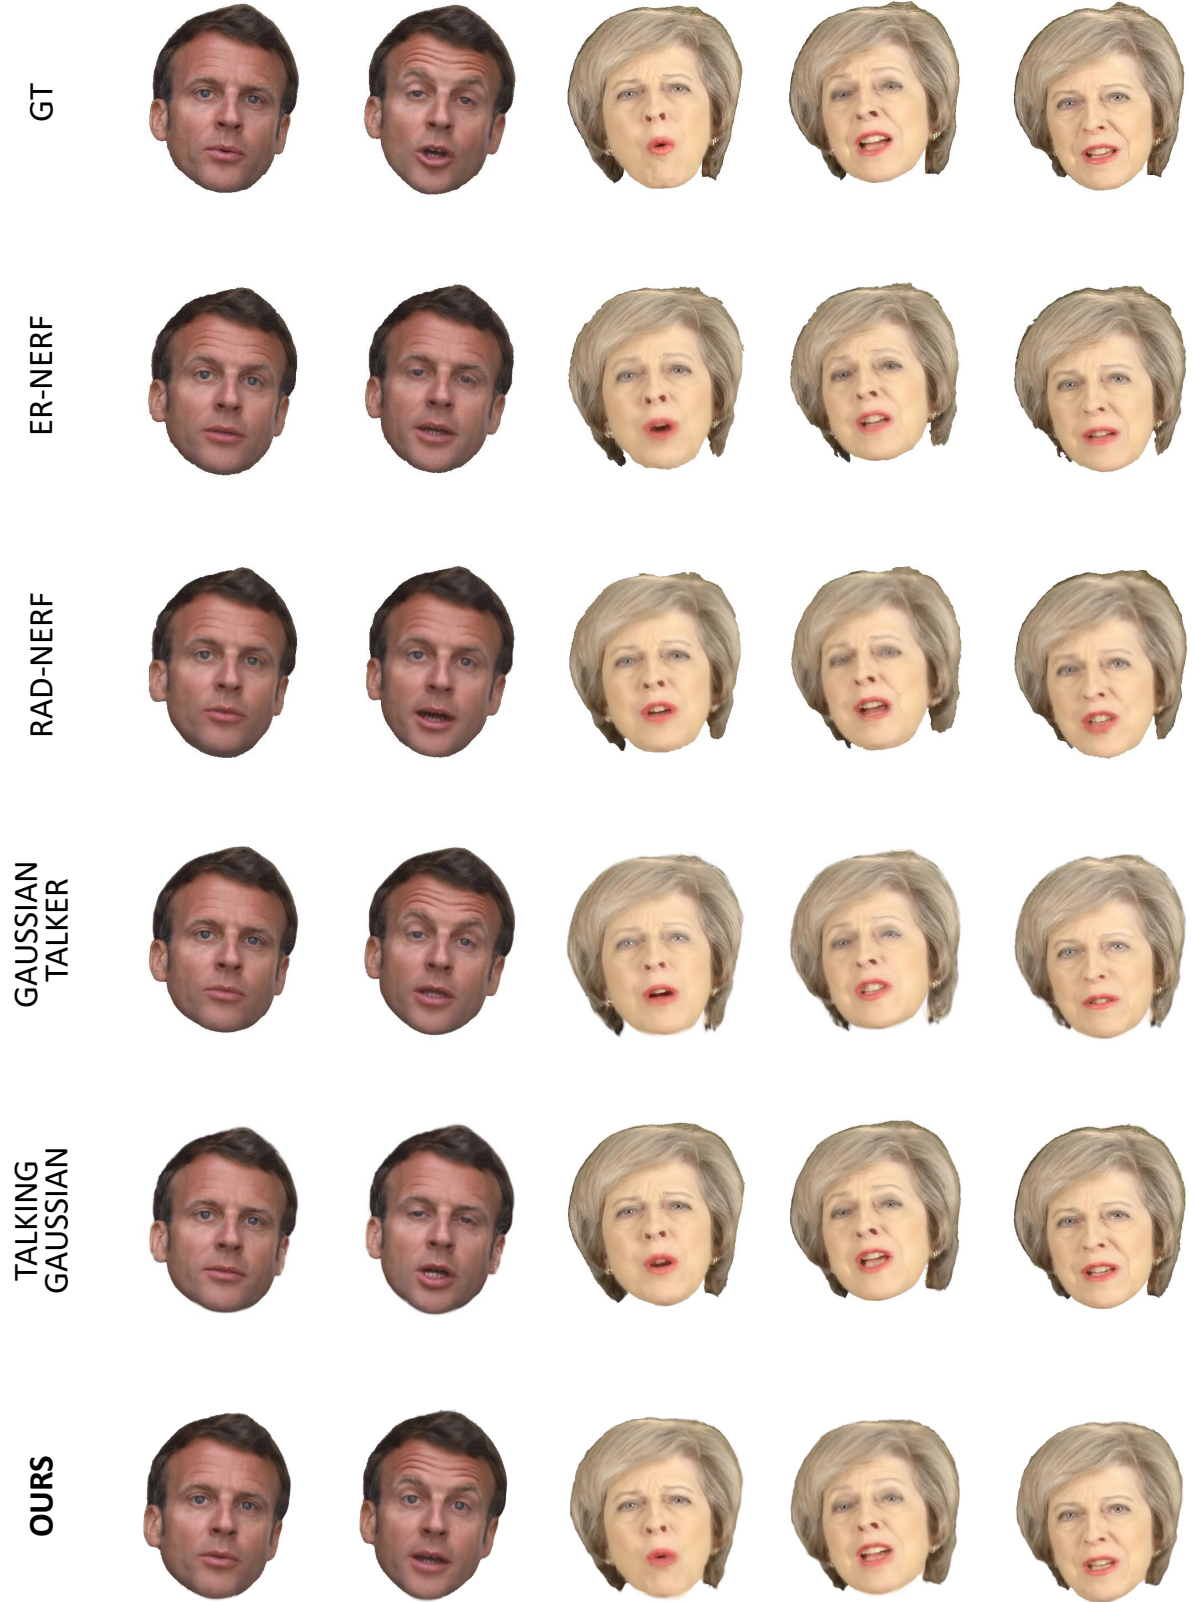 GT
ER-NERF
RAD-NERF
GAUSSIAN
TALKER
TALKING
GAUSSIAN
OURS